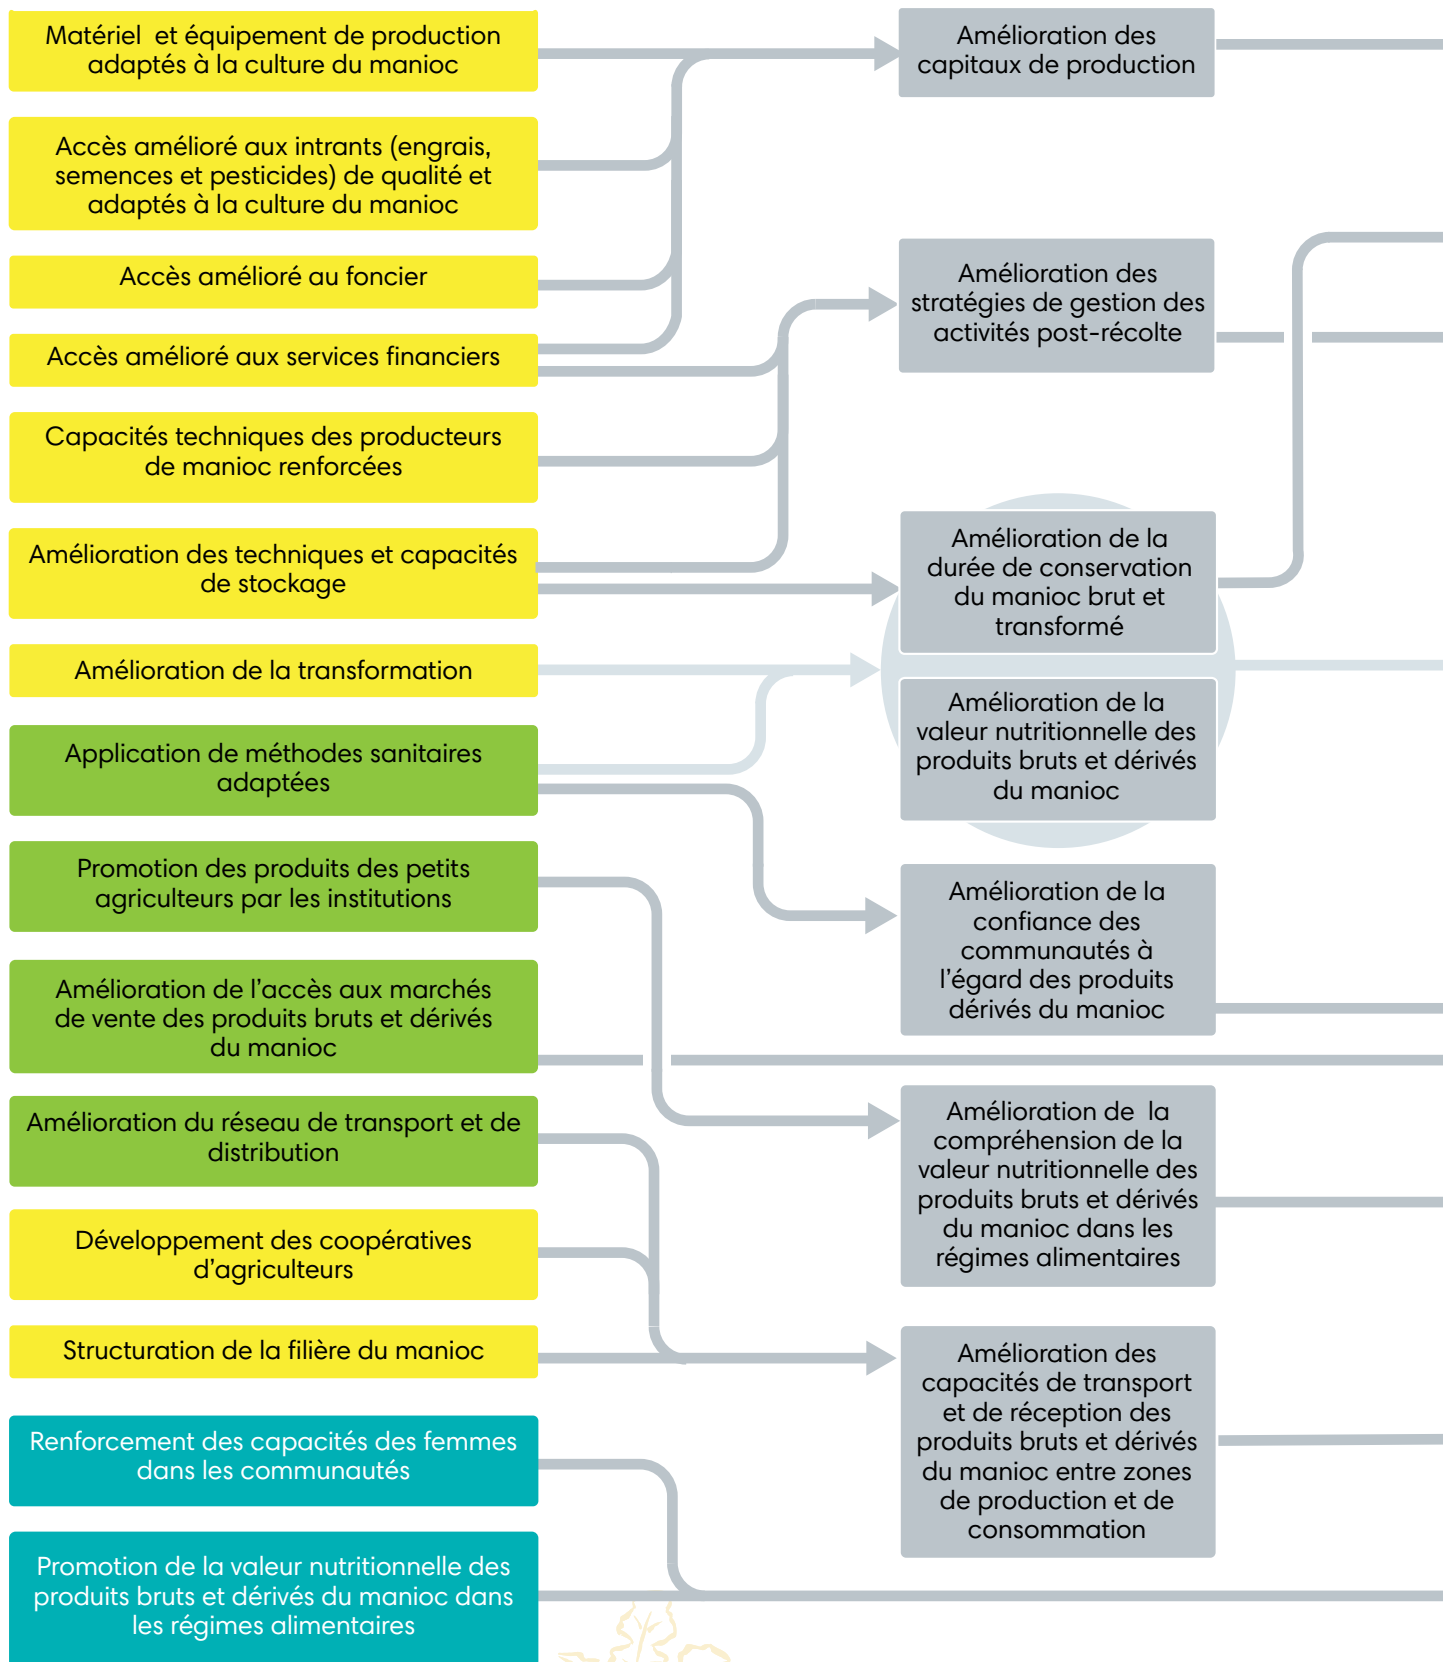 Matériel et équipement de production
adaptés à la culture du manioc
Accès amélioré aux intrants (engrais,
semences et pesticides) de qualité et
adaptés à la culture du manioc
Accès amélioré au foncier
Accès amélioré aux services financiers
Capacités techniques des producteurs
de manioc renforcées
Amélioration des techniques et capacités
de stockage
Amélioration de la transformation
Application de méthodes sanitaires
adaptées
Promotion des produits des petits
agriculteurs par les institutions
Amélioration de l'accès aux marchés
de vente des produits bruts et dérivés
du manioc
Amélioration du réseau de transport et de
distribution
Développement des coopératives
d'agriculteurs
Structuration de la filière du manioc
Renforcement des capacités des femmes
dans les communautés
Promotion de la valeur nutritionnelle des
produits bruts et dérivés du manioc dans
les régimes alimentaires
Amélioration des
capitaux de production
Amélioration des
stratégies de gestion des
activités post-récolte
Amélioration de la
durée de conservation
du manioc brut et
transformé
Amélioration de la
valeur nutritionnelle des
produits bruts et dérivés
du manioc
Amélioration de la
confiance des
communautés à
l'égard des produits
dérivés du manioc
Amélioration de la
compréhension de la
valeur nutritionnelle des
produits bruts et dérivés
du manioc dans les
régimes alimentaires
Amélioration des
capacités de transport
et de réception des
produits bruts et dérivés
du manioc entre zones
de production et de
consommation